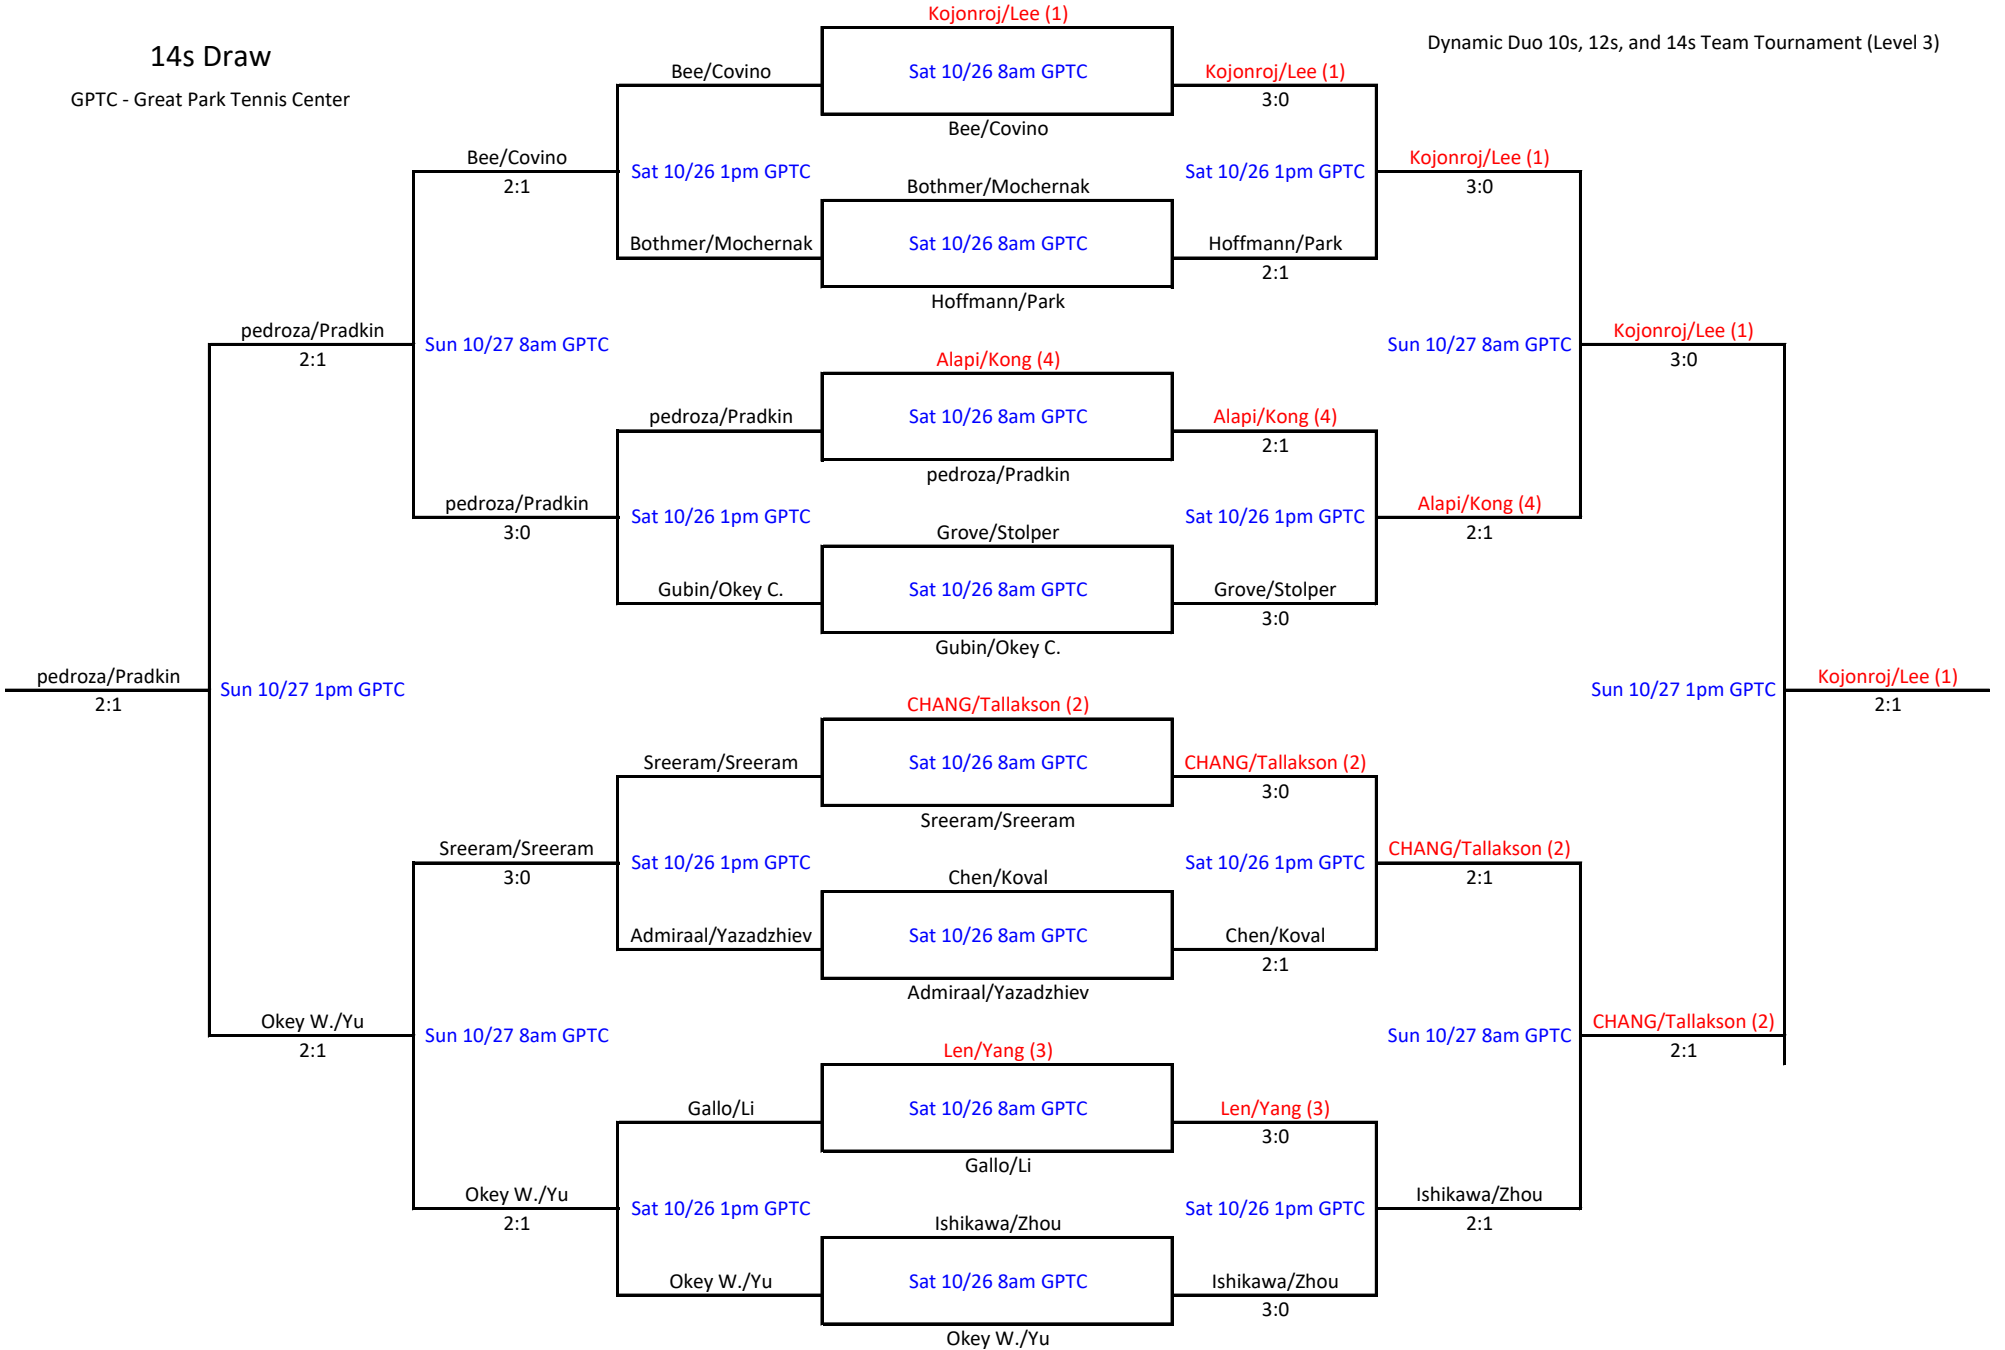 Kojonroj/Lee (1)
14s Draw
Dynamic Duo 10s, 12s, and 14s Team Tournament (Level 3)
Bee/Covino
Sat 10/26 8am GPTC
Kojonroj/Lee (1)
GPTC - Great Park Tennis Center
3:0
Bee/Covino
Bee/Covino
Kojonroj/Lee (1)
Sat 10/26 1pm GPTC
Sat 10/26 1pm GPTC
2:1
Bothmer/Mochernak
3:0
Bothmer/Mochernak
Sat 10/26 8am GPTC
Hoffmann/Park
2:1
Hoffmann/Park
pedroza/Pradkin
Kojonroj/Lee (1)
Sun 10/27 8am GPTC
Sun 10/27 8am GPTC
2:1
Alapi/Kong (4)
3:0
pedroza/Pradkin
Sat 10/26 8am GPTC
Alapi/Kong (4)
2:1
pedroza/Pradkin
pedroza/Pradkin
Alapi/Kong (4)
Sat 10/26 1pm GPTC
Sat 10/26 1pm GPTC
3:0
Grove/Stolper
2:1
Gubin/Okey C.
Sat 10/26 8am GPTC
Grove/Stolper
3:0
Gubin/Okey C.
pedroza/Pradkin
Kojonroj/Lee (1)
Sun 10/27 1pm GPTC
Sun 10/27 1pm GPTC
2:1
CHANG/Tallakson (2)
2:1
Sreeram/Sreeram
Sat 10/26 8am GPTC
CHANG/Tallakson (2)
3:0
Sreeram/Sreeram
Sreeram/Sreeram
CHANG/Tallakson (2)
Sat 10/26 1pm GPTC
Sat 10/26 1pm GPTC
3:0
Chen/Koval
2:1
Admiraal/Yazadzhiev
Sat 10/26 8am GPTC
Chen/Koval
2:1
Admiraal/Yazadzhiev
Okey W./Yu
CHANG/Tallakson (2)
Sun 10/27 8am GPTC
Sun 10/27 8am GPTC
2:1
Len/Yang (3)
2:1
Gallo/Li
Sat 10/26 8am GPTC
Len/Yang (3)
3:0
Gallo/Li
Okey W./Yu
Ishikawa/Zhou
Sat 10/26 1pm GPTC
Sat 10/26 1pm GPTC
2:1
Ishikawa/Zhou
2:1
Okey W./Yu
Sat 10/26 8am GPTC
Ishikawa/Zhou
3:0
Okey W./Yu